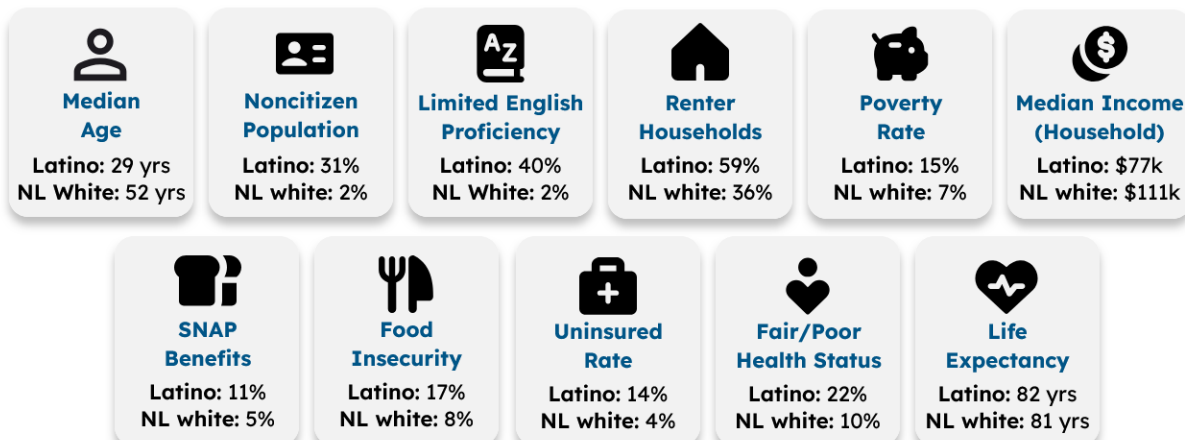 Median
Age
Latino: 29 yrs
NL White: 52 yrs
Noncitizen
Population
Latino: 31%
NL white: 2%
AZ
Limited English
Proficiency
Latino: 40%
NL White: 2%
Renter
Households
Latino: 59%
NL white: 36%
Poverty
Rate
Latino: 15%
NL white: 7%
$
Median Income
(Household)
Latino: $77k
NL white: $111k
SNAP
Benefits
Latino: 11%
NL white: 5%
Food
Insecurity
Latino: 17%
NL white: 8%
Uninsured
Rate
Latino: 14%
NL white: 4%
Fair/Poor
Health Status
Latino: 22%
NL white: 10%
Life
Expectancy
Latino: 82 yrs
NL white: 81 yrs